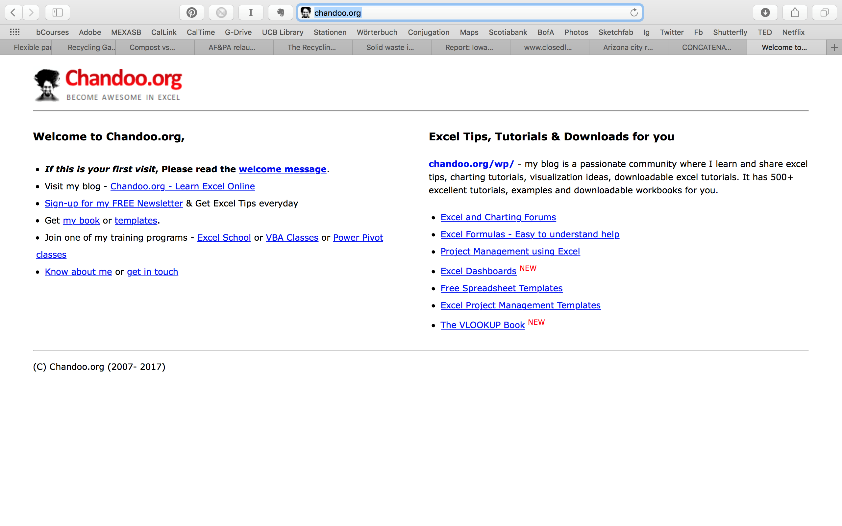 chandoo.org
bCourses Adobe MEXASB CalLink CalTime G-Drive UCB Library Stationen Wörterbuch Conjugation Maps Scotiabank BofA Photos Sketchfab Ig Twitter Fb Shutterfly TED Netflix
Flexible pa Recycling Ga... Compost vs... AF&PA relau... The Recyclin... Solid waste i... Report: Iowa... www.closedl... Arizona city r... CONCATENA... Welcome to...
Chandoo.org
BECOME AWESOME IN EXCEL
Welcome to Chandoo.org,
If this is your first visit, Please read the welcome message.
Visit my blog - Chandoo.org - Learn Excel Online
Sign-up for my FREE Newsletter & Get Excel Tips everyday
Get my book or templates.
Join one of my training programs - Excel School or VBA Classes or Power Pivot
classes
Know about me or get in touch
Excel Tips, Tutorials & Downloads for you
chandoo.org/wp/ - my blog is a passionate community where I learn and share excel
tips, charting tutorials, visualization ideas, downloadable excel tutorials. It has 500+
excellent tutorials, examples and downloadable workbooks for you.
Excel and Charting Forums
Excel Formulas - Easy to understand help
Project Management using Excel
Excel Dashboards NEW
Free Spreadsheet Templates
Excel Project Management Templates
The VLOOKUP Book NEW
(C) Chandoo.org (2007- 2017)